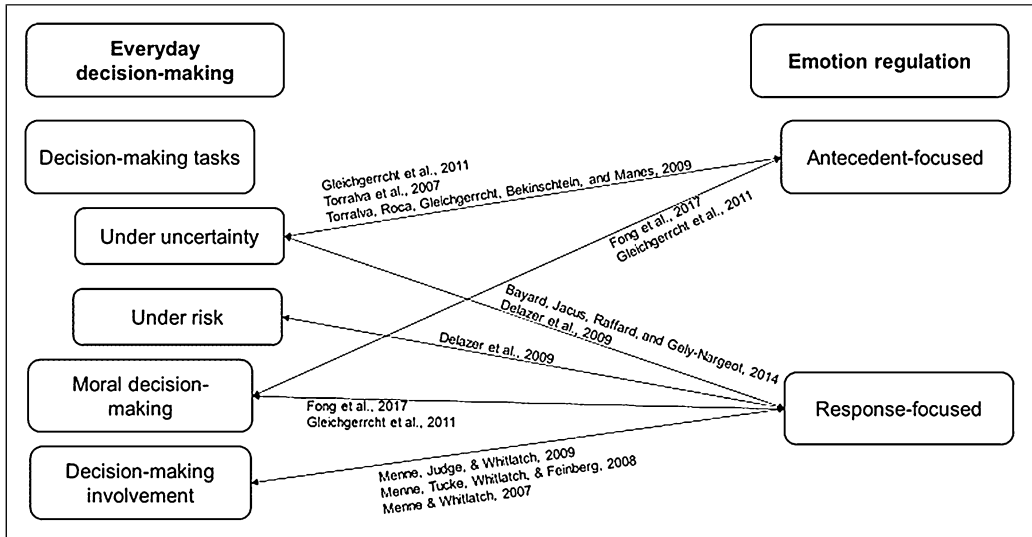 Everyday
decision-making
Emotion regulation
Decision-making tasks
Antecedent-focused
Gleichgerrcht et al., 2011
Torralva et al., 2007
Torralva, Roca, Gleichgerrcht, Bekinschtein, and Manes, 2009
Under uncertainty
Fong et al., 2017
Gleichgerrcht et al., 2011
Under risk
Bayard, Jacus, Raffard, and Gely-Nargeot, 2014
Delazer et al., 2009
Delazer et al., 2009
Moral decision-
making
Fong et al., 2017
Gleichgerrcht et al., 2011
Response-focused
Decision-making
involvement
Menne, Judge, & Whitlatch, 2009
Menne, Tucke, Whitlatch, & Feinberg, 2008
Menne & Whitlatch, 2007